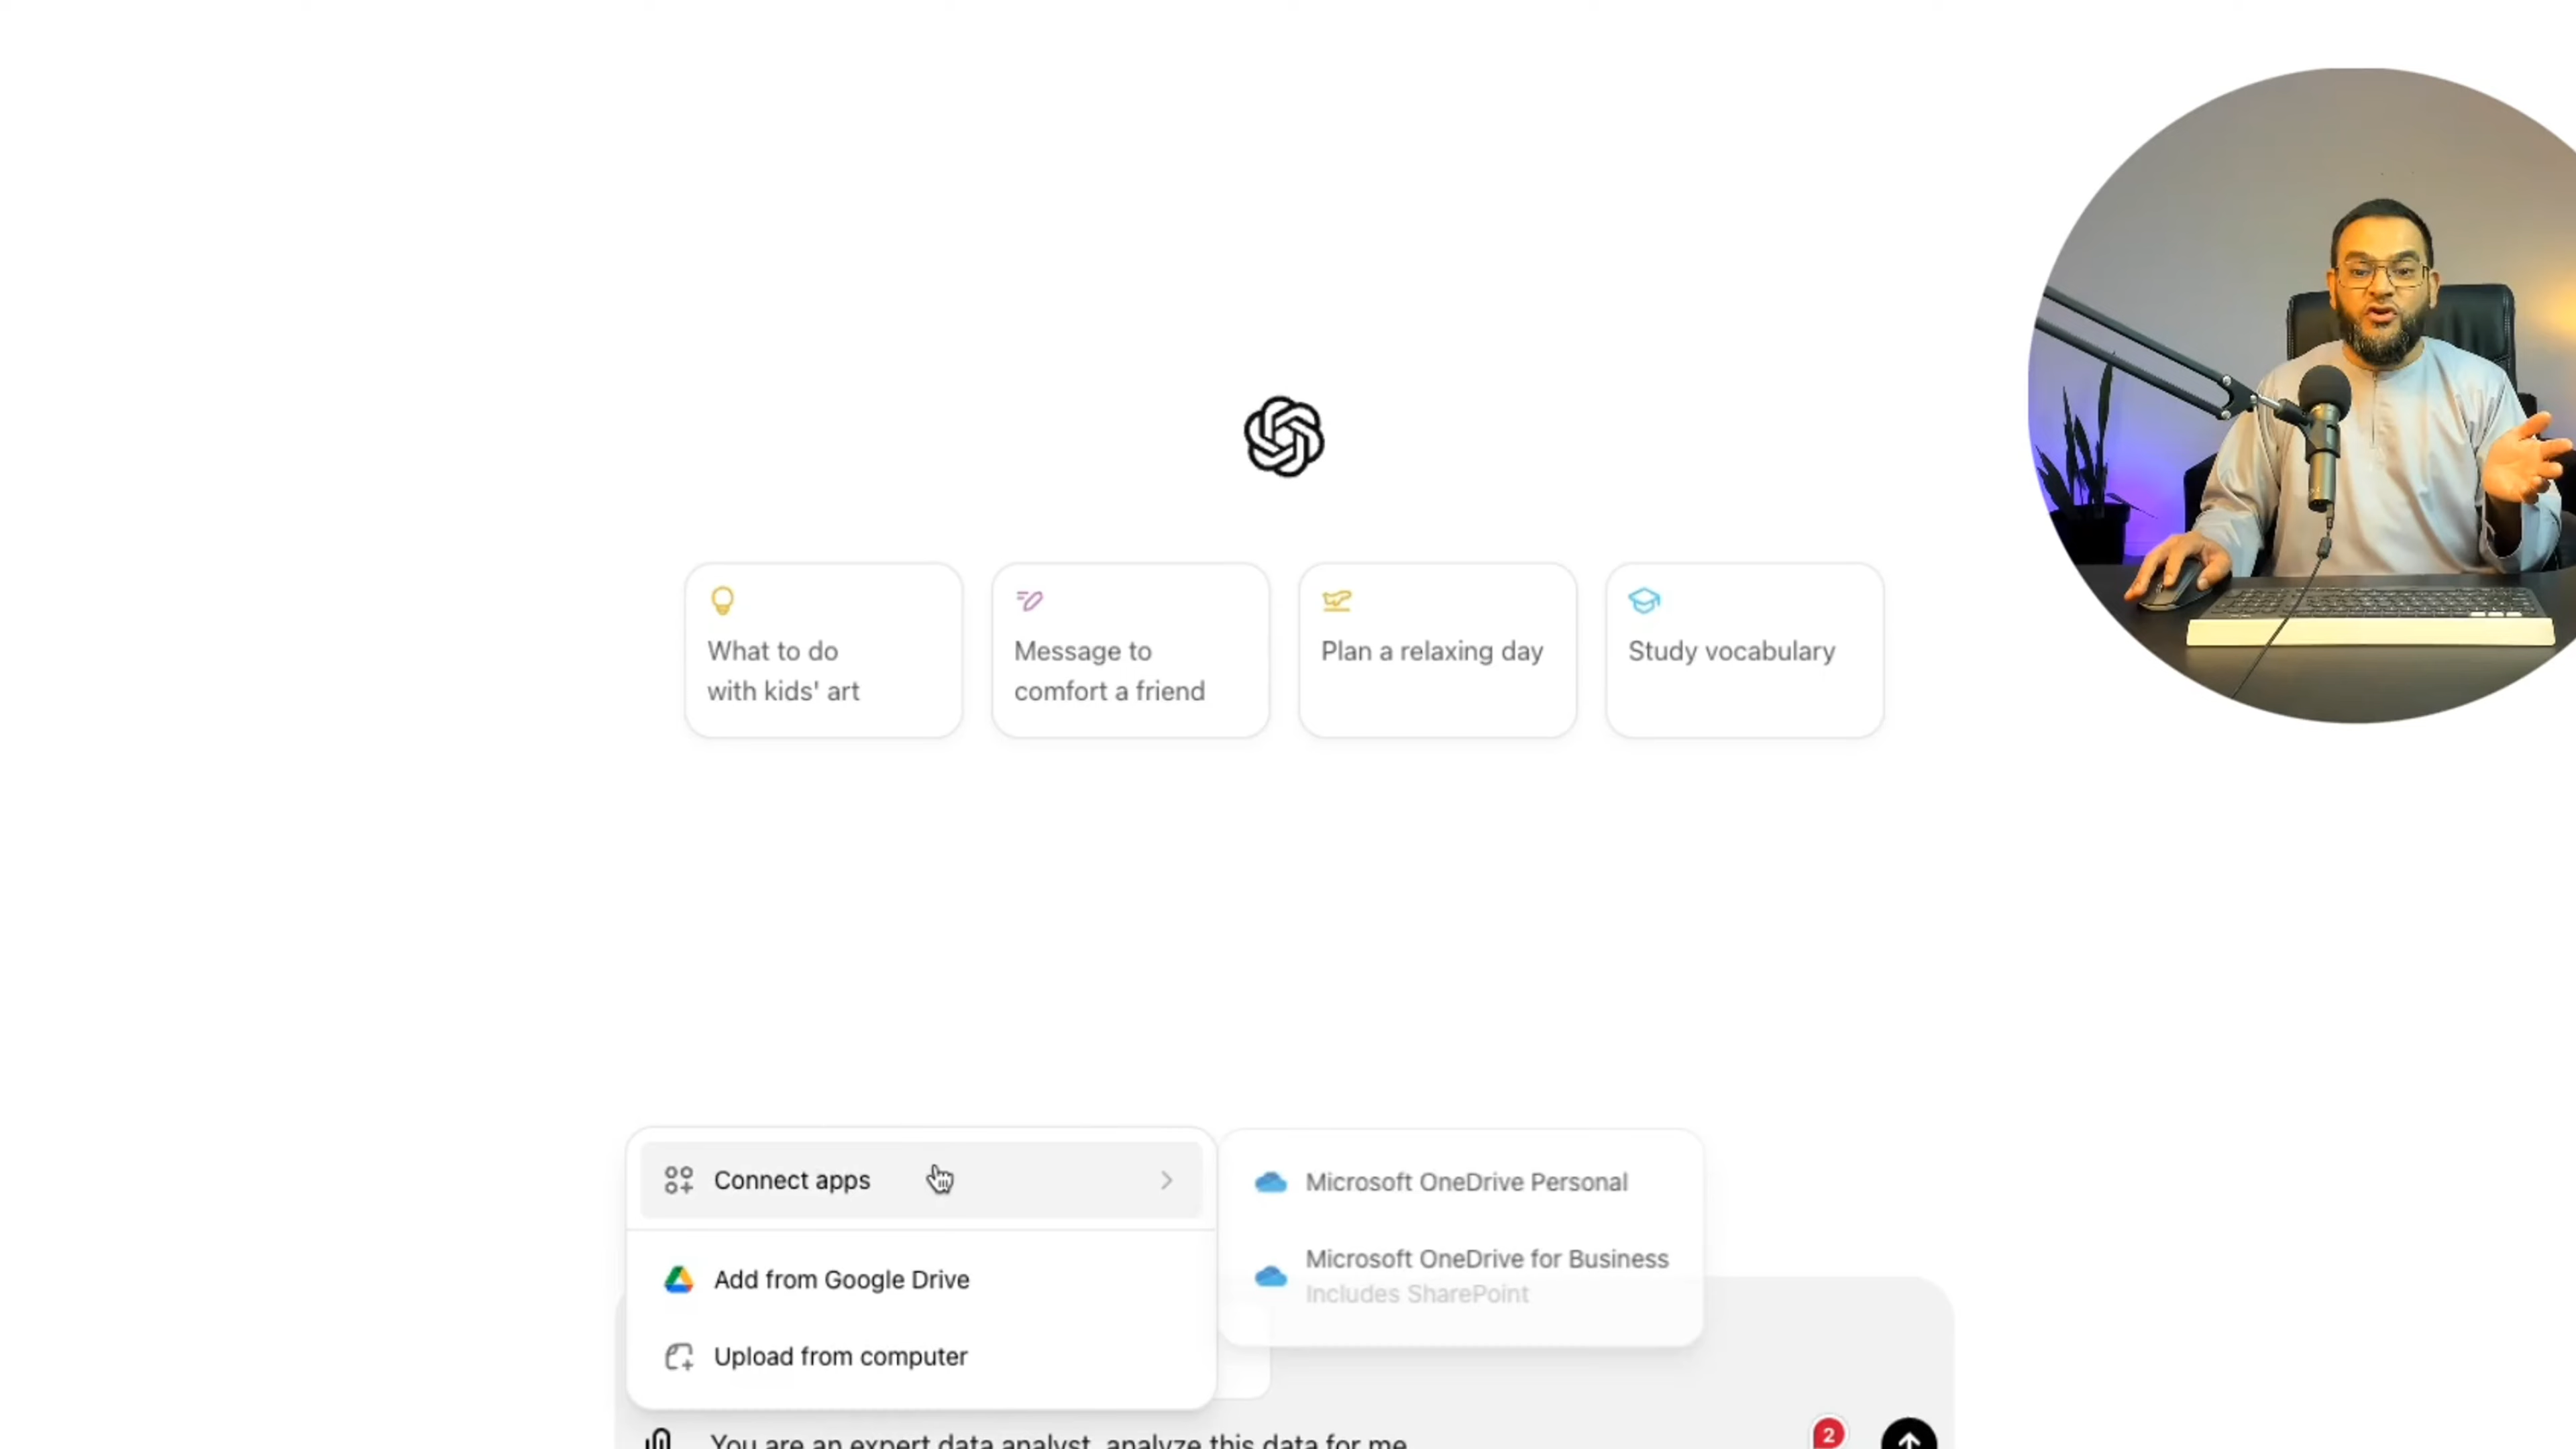 What to do
with kids' art
Message to
comfort a friend
Plan a relaxing day
Study vocabulary
Connect apps
Add from Google Drive
Upload from computer
Microsoft OneDrive Personal
Microsoft OneDrive for Business
Includes SharePoint
You are an expert data analyst, analyze this data for me
2